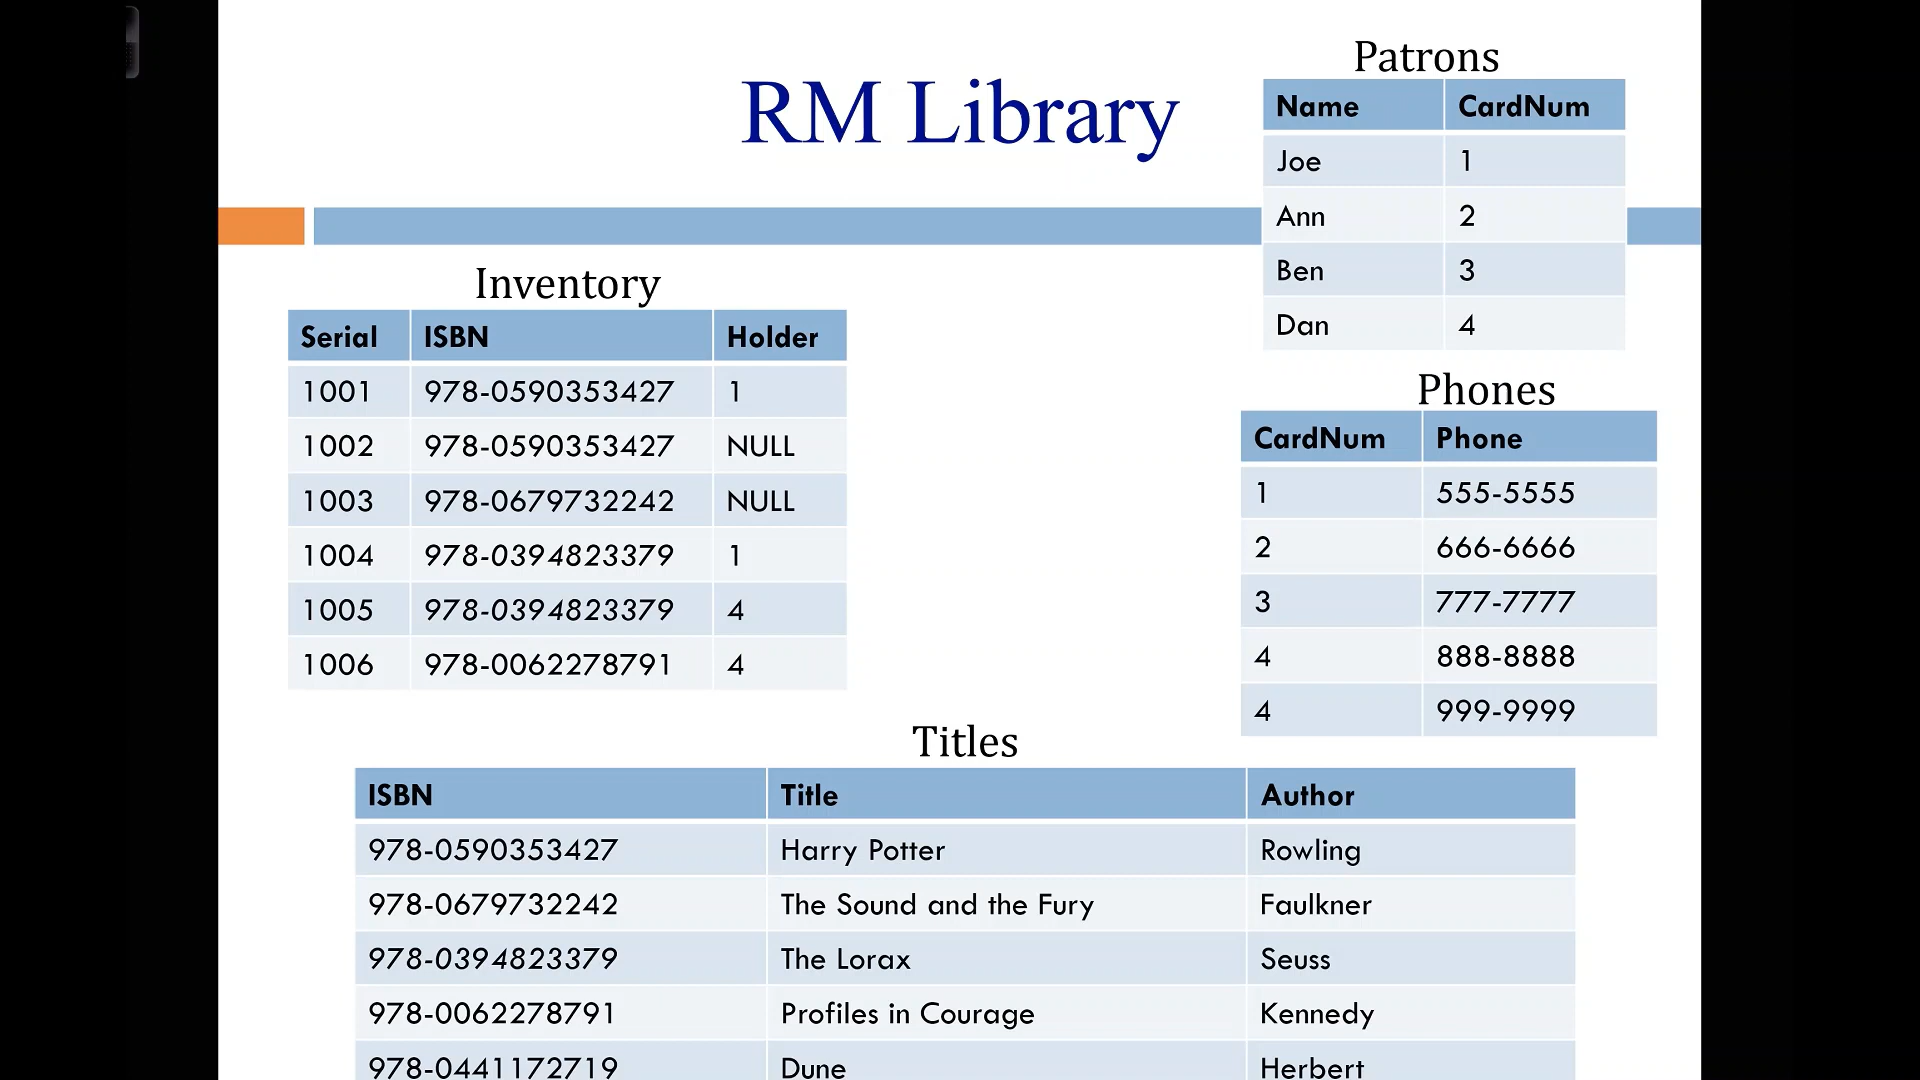 RM Library
Patrons
Name CardNum
Joe 1
Ann 2
Ben 3
Dan 4
Inventory
Serial ISBN Holder
1001 978-0590353427 1
1002 978-0590353427 NULL
1003 978-0679732242 NULL
1004 978-0394823379 1
1005 978-0394823379 4
1006 978-0062278791 4
Phones
CardNum Phone
1 555-5555
2 666-6666
3 777-7777
4 888-8888
4 999-9999
Titles
ISBN Title Author
978-0590353427 Harry Potter Rowling
978-0679732242 The Sound and the Fury Faulkner
978-0394823379 The Lorax Seuss
978-0062278791 Profiles in Courage Kennedy
978-0441172719 Dune Herbert